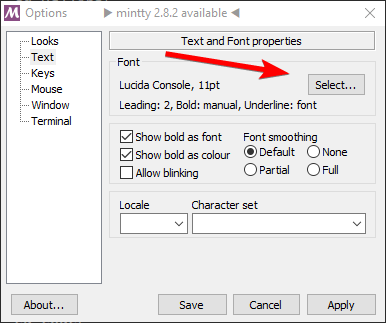 Options ▶ mintty 2.8.2 available ◀
Looks
Text
Keys
Mouse
Window
Terminal
Text and Font properties
Font
Lucida Console, 11pt
Select...
Leading: 2, Bold: manual, Underline: font
Show bold as font
Show bold as colour
Allow blinking
Font smoothing
Default
None
Partial
Full
Locale
Character set
About...
Save
Cancel
Apply